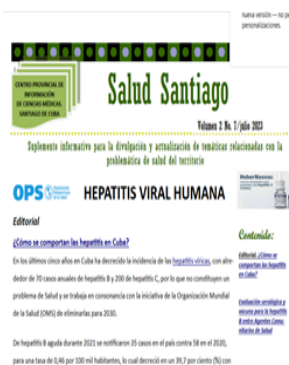 nueva versión — no pa
personalizaciones.
CENTRO PROVINCIAL DE
INFORMACIÓN
DE CIENCIAS MÉDICAS.
SANTIAGO DE CUBA
Salud Santiago
Volumen 2 No. 7/julio 2023
Suplemento informativo para la divulgación y actualización de temáticas relacionadas con la
problemática de salud del territorio
OPS
HEPATITIS VIRAL HUMANA
Editorial
¿Cómo se comportan las hepatitis en Cuba?
En los últimos cinco años en Cuba ha decrecido la incidencia de las hepatitis víricas, con alre-
dedor de 70 casos anuales de hepatitis B y 200 de hepatitis C, por lo que no constituyen un
problema de Salud y se trabaja en consonancia con la iniciativa de la Organización Mundial
de la Salud (OMS) de eliminarlas para 2030.
De hepatitis B aguda durante 2021 se notificaron 35 casos en el país contra 58 en el 2020,
para una tasa de 0,46 por 100 mil habitantes, lo cual decreció en un 39,7 por ciento (%) con
Contenido:
Editorial. ¿Cómo se
comportan las hepatitis
en Cuba?
Evaluación serológica y
vacuna para la hepatitis
B entre Agentes Comu-
nitarios de Salud